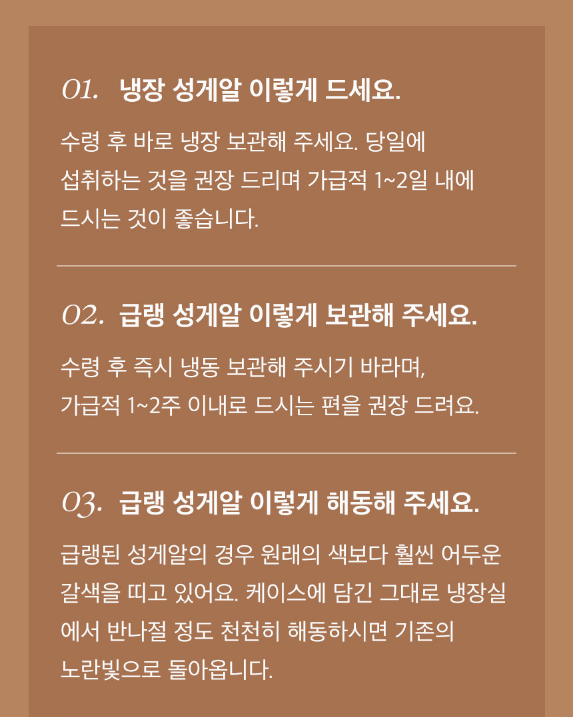 01. 냉장 성게알 이렇게 드세요.
수령 후 바로 냉장 보관해 주세요. 당일에
섭취하는 것을 권장 드리며 가급적 1~2일 내에
드시는 것이 좋습니다.
02. 급랭 성게알 이렇게 보관해 주세요.
수령 후 즉시 냉동 보관해 주시기 바라며,
가급적 1~2주 이내로 드시는 편을 권장 드려요.
03. 급랭 성게알 이렇게 해동해 주세요.
급랭된 성게알의 경우 원래의 색보다 훨씬 어두운
갈색을 띠고 있어요. 케이스에 담긴 그대로 냉장실
에서 반나절 정도 천천히 해동하시면 기존의
노란빛으로 돌아옵니다.